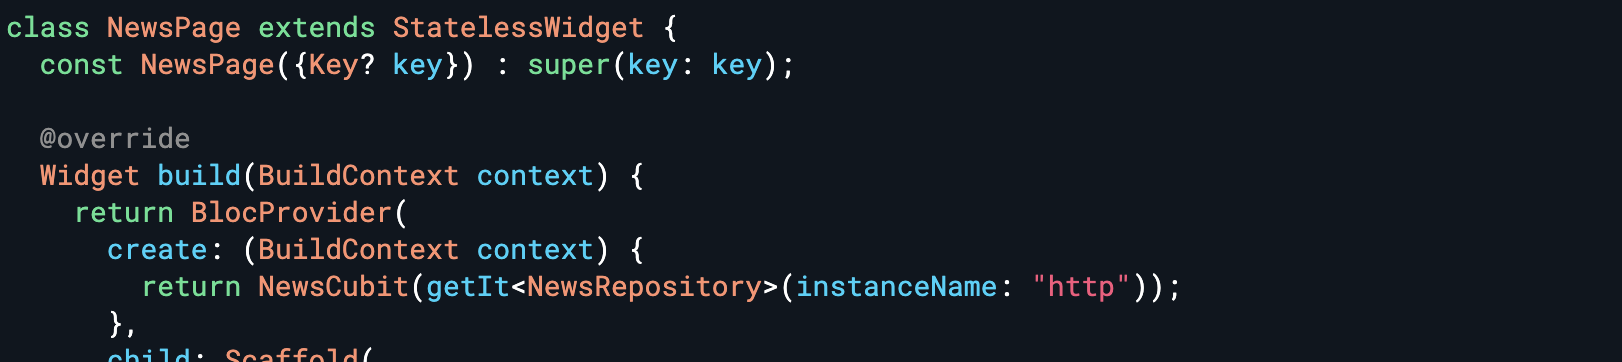 class NewsPage extends StatelessWidget {
const NewsPage({Key? key}) : super(key: key);
@override
Widget build(BuildContext context) {
return BlocProvider(
create: (BuildContext context) {
return NewsCubit(getIt<NewsRepository>(instanceName: "http"));
},
child: Scaffold(